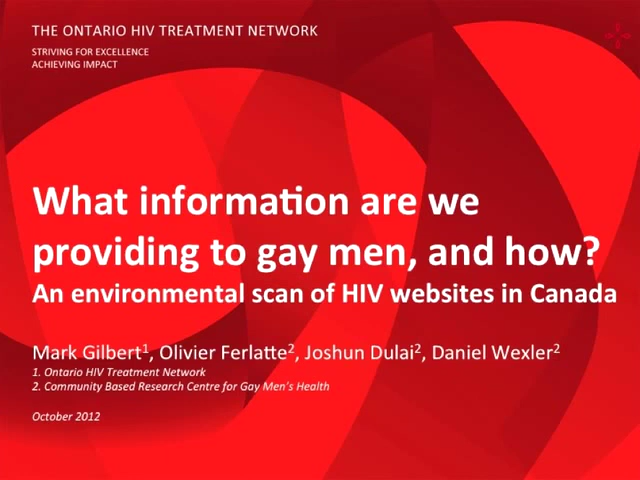 THE ONTARIO HIV TREATMENT NETWORK
STRIVING FOR EXCELLENCE
ACHIEVING IMPACT
What information are we
providing to gay men, and how?
An environmental scan of HIV websites in Canada
Mark Gilbert¹, Olivier Ferlatte², Joshun Dulai², Daniel Wexler²
1. Ontario HIV Treatment Network
2. Community Based Research Centre for Gay Men's Health
October 2012